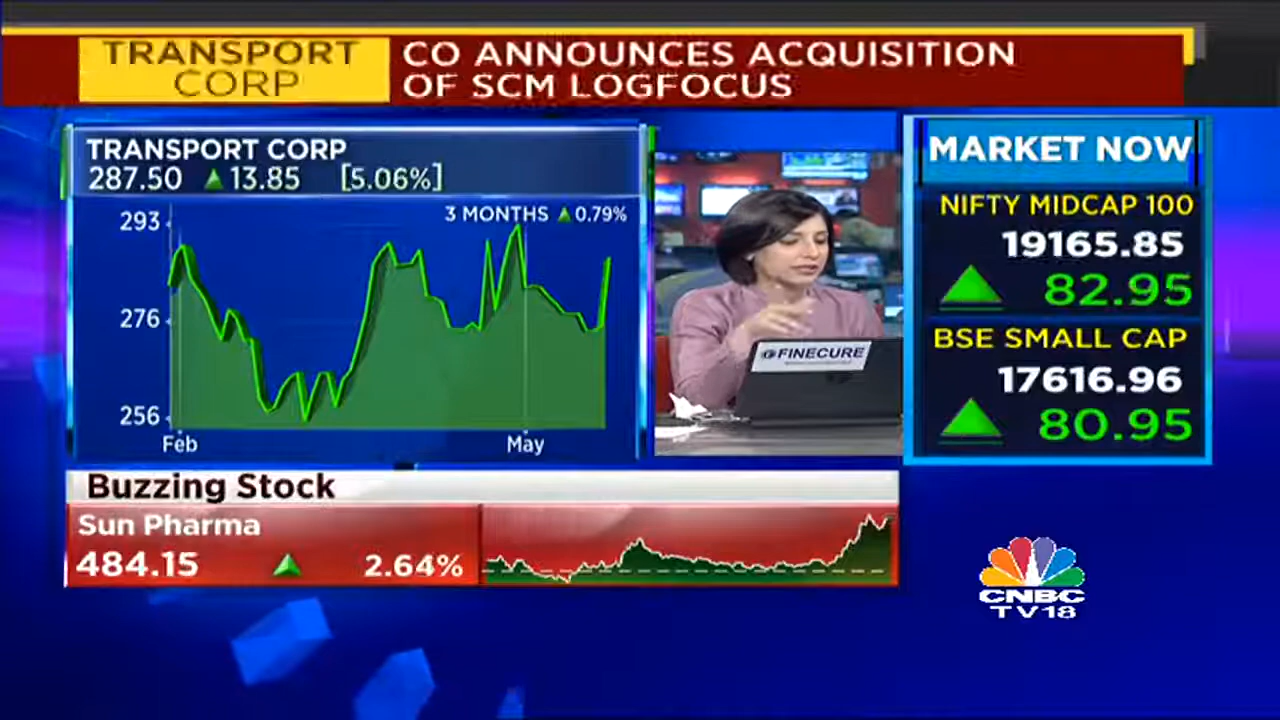 TRANSPORT CORP
CO ANNOUNCES ACQUISITION
OF SCM LOGFOCUS
TRANSPORT CORP
287.50 ▲ 13.85 [5.06%]
3 MONTHS ▲ 0.79%
293
276
256
Feb
May
FINECURE
MARKET NOW
NIFTY MIDCAP 100
19165.85
82.95
BSE SMALL CAP
17616.96
80.95
Buzzing Stock
Sun Pharma
484.15 ▲ 2.64%
CNBC
TV18